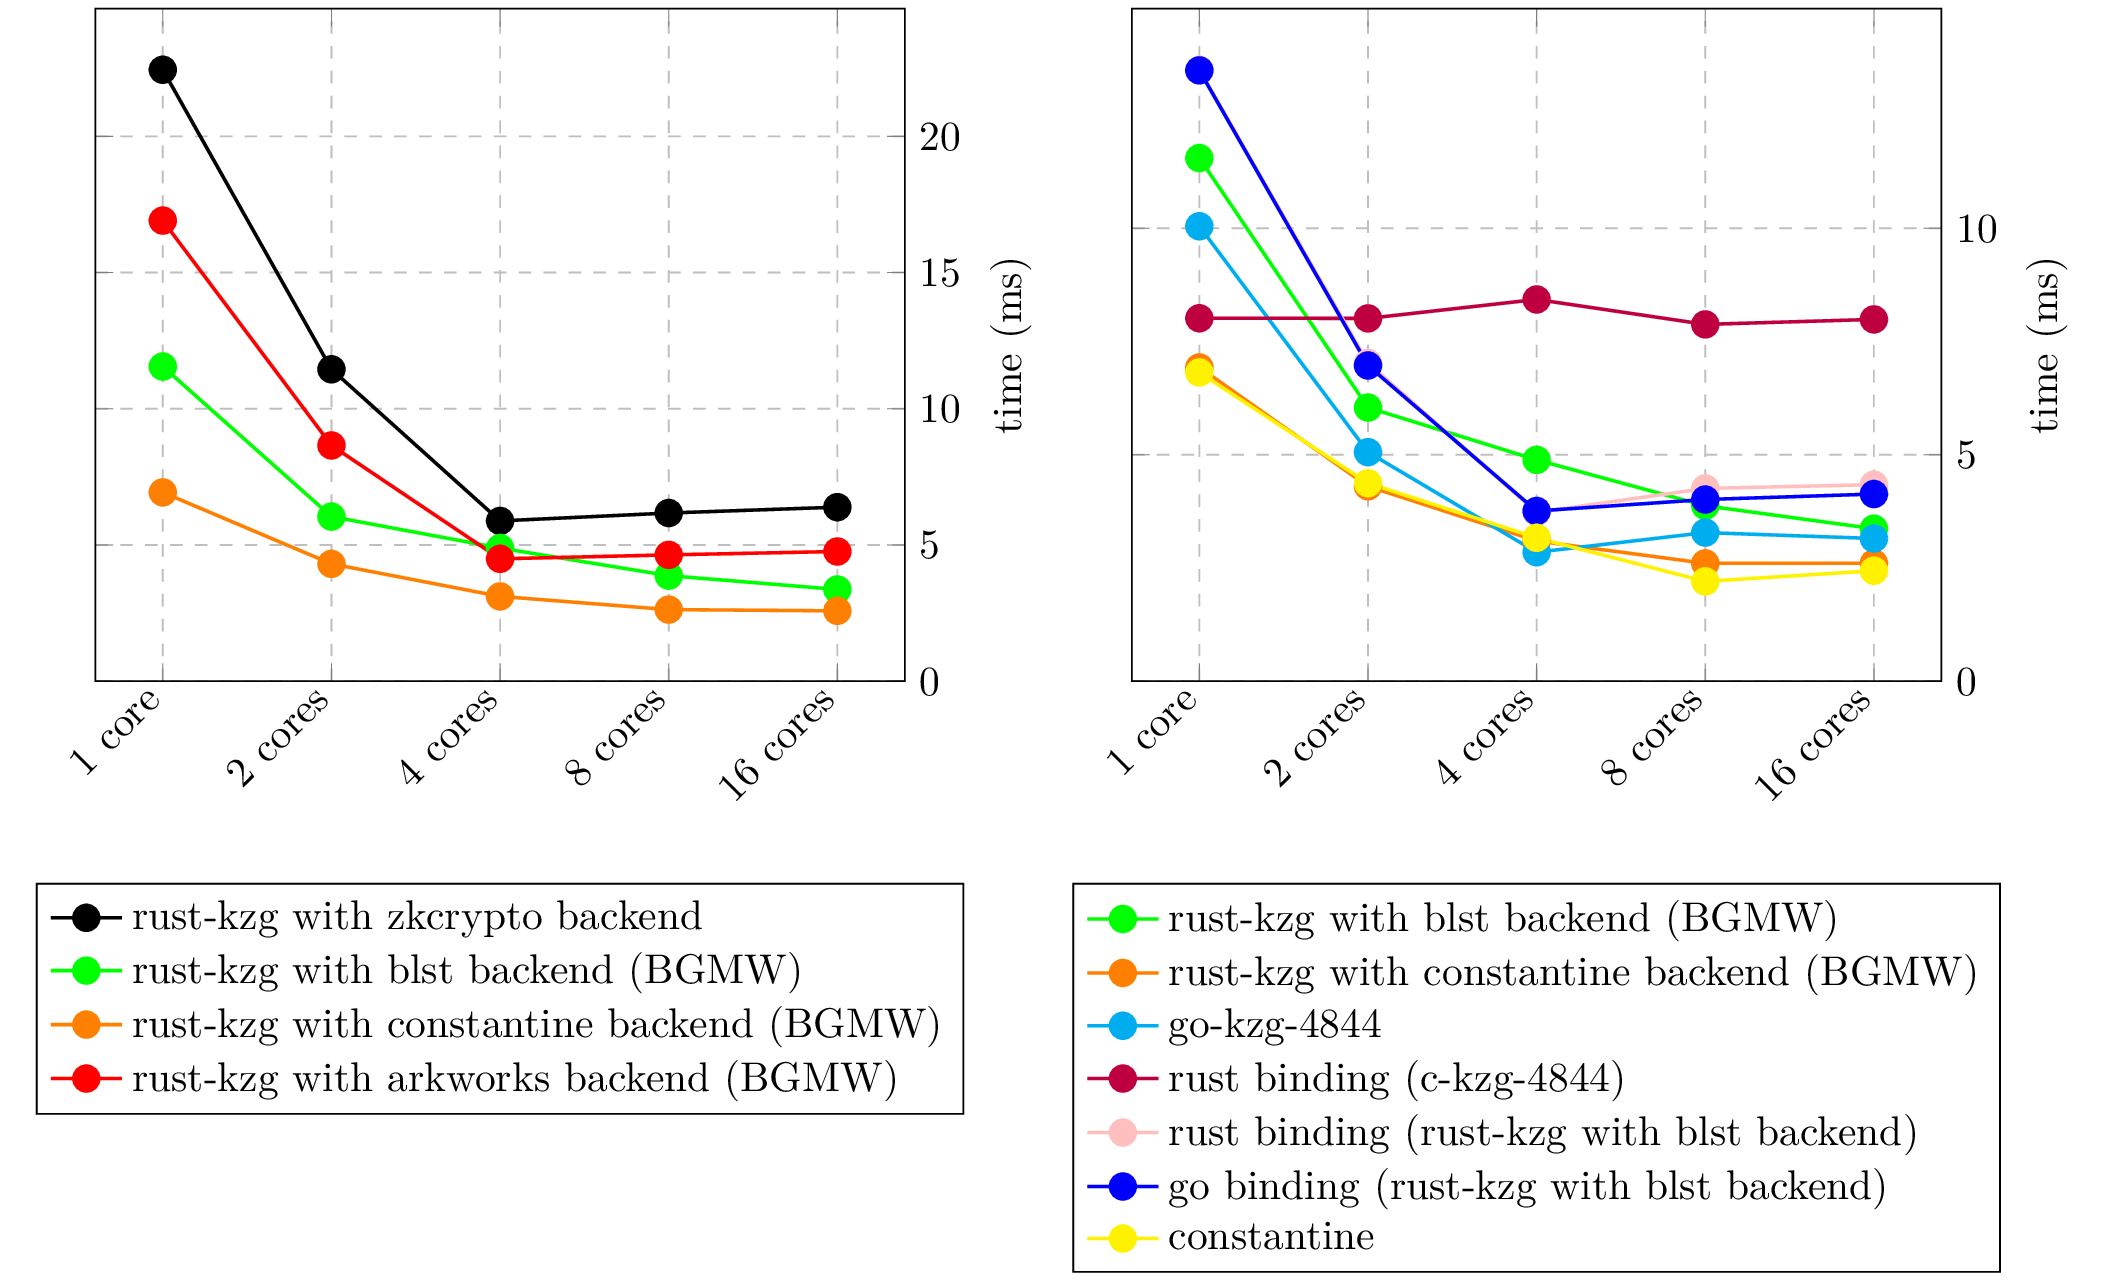 20
15
10
5
0
time (ms)
1 core
2 cores
4 cores
8 cores
16 cores
rust-kzg with zkcrypto backend
rust-kzg with blst backend (BGMW)
rust-kzg with constantine backend (BGMW)
rust-kzg with arkworks backend (BGMW)
10
5
0
time (ms)
1 core
2 cores
4 cores
8 cores
16 cores
rust-kzg with blst backend (BGMW)
rust-kzg with constantine backend (BGMW)
go-kzg-4844
rust binding (c-kzg-4844)
rust binding (rust-kzg with blst backend)
go binding (rust-kzg with blst backend)
constantine